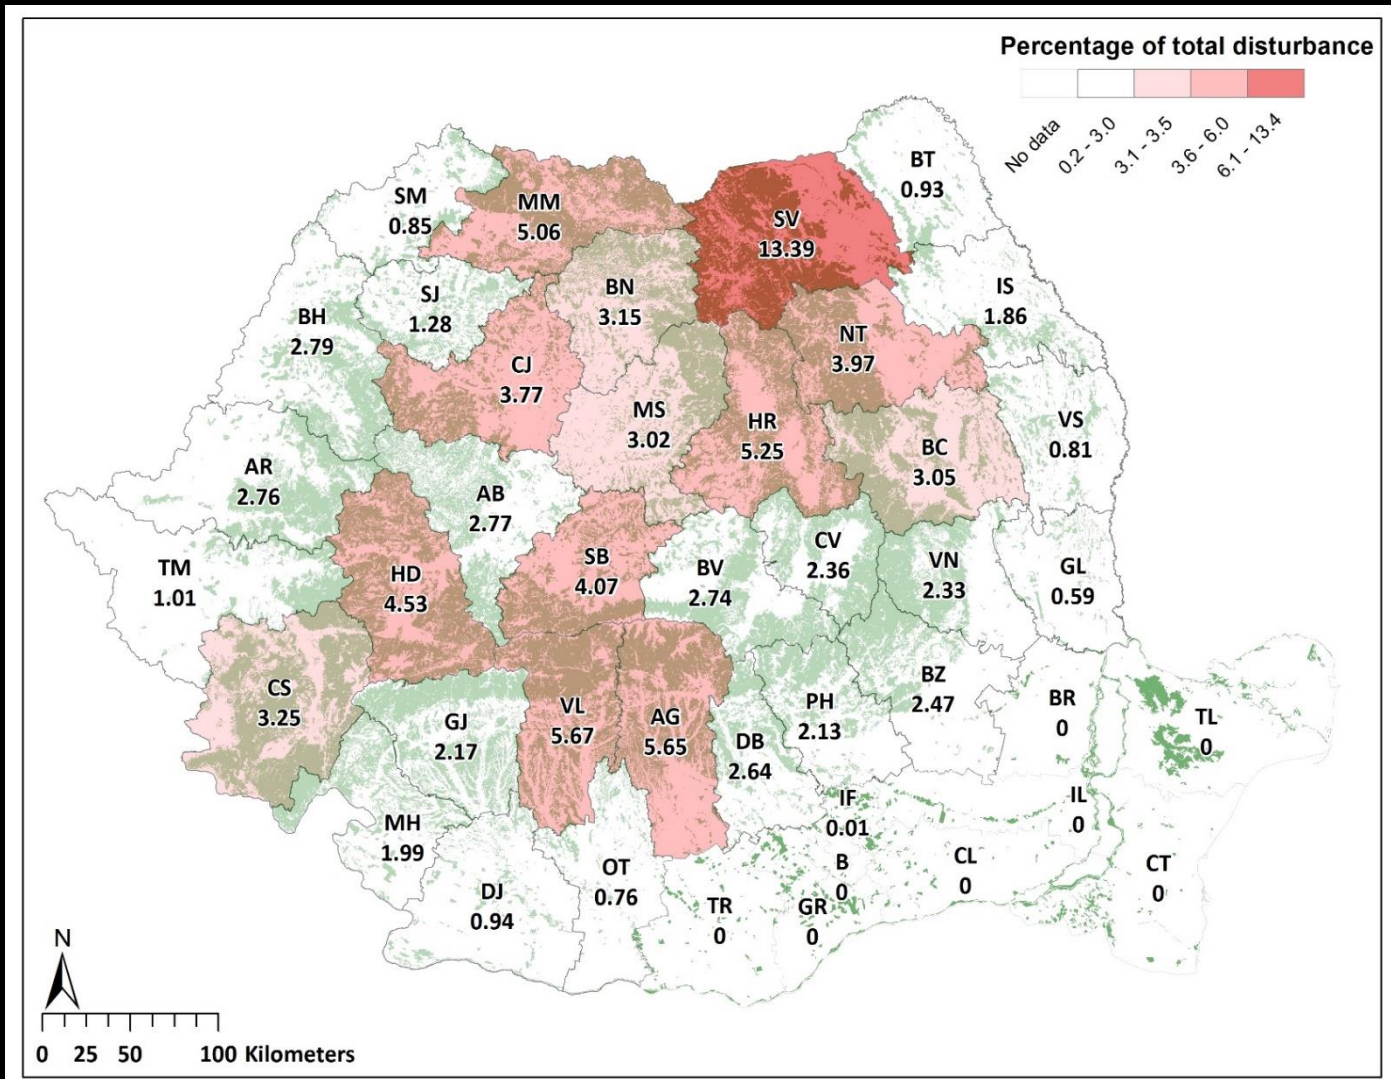 Percentage of total disturbance
No data
0.2 - 3.0
3.1 - 3.5
3.6 - 6.0
6.1 - 13.4
BT
0.93
SM
0.85
MM
5.06
SV
13.39
SJ
1.28
BN
3.15
IS
1.86
BH
2.79
NT
3.97
CJ
3.77
MS
3.02
HR
5.25
BC
3.05
VS
0.81
AR
2.76
AB
2.77
TM
1.01
HD
4.53
SB
4.07
BV
2.74
CV
2.36
VN
2.33
GL
0.59
CS
3.25
GJ
2.17
VL
5.67
AG
5.65
DB
2.64
PH
2.13
BZ
2.47
BR
0
TL
0
MH
1.99
IF
0.01
IL
0
DJ
0.94
OT
0.76
TR
0
B
0
GR
0
CL
0
CT
0
N
0 25 50 100 Kilometers